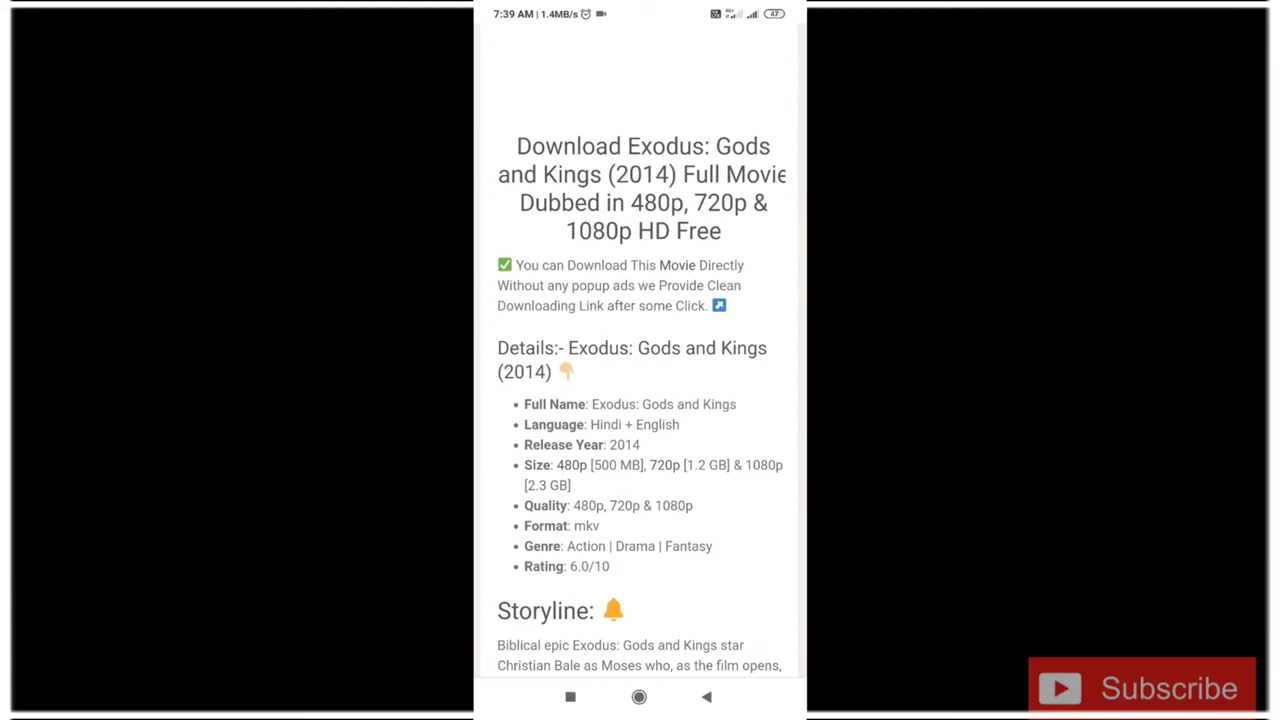 7:39 AM | 1.4MB/s
4G+
47
Download Exodus: Gods
and Kings (2014) Full Movie
Dubbed in 480p, 720p &
1080p HD Free
✅ You can Download This Movie Directly
Without any popup ads we Provide Clean
Downloading Link after some Click. ↗️
Details:- Exodus: Gods and Kings
(2014) 👇
• Full Name: Exodus: Gods and Kings
• Language: Hindi + English
• Release Year: 2014
• Size: 480p [500 MB], 720p [1.2 GB] & 1080p
[2.3 GB]
• Quality: 480p, 720p & 1080p
• Format: mkv
• Genre: Action | Drama | Fantasy
• Rating: 6.0/10
Storyline: 🔔
Biblical epic Exodus: Gods and Kings star
Christian Bale as Moses who, as the film opens,
Subscribe